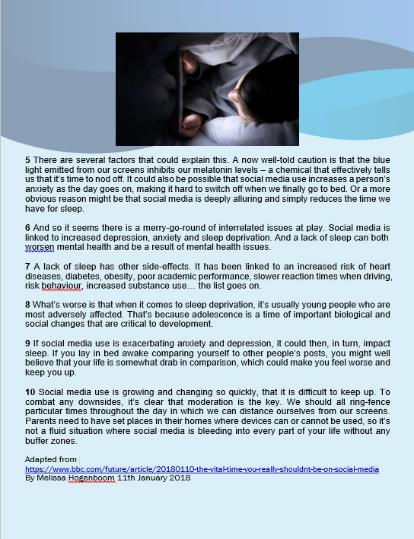 5 There are several factors that could explain this. A now well-told caution is that the blue
light emitted from our screens inhibits our melatonin levels – a chemical that effectively tells
us that it's time to nod off. It could also be possible that social media use increases a person's
anxiety as the day goes on, making it hard to switch off when we finally go to bed. Or a more
obvious reason might be that social media is deeply alluring and simply reduces the time we
have for sleep.
6 And so it seems there is a merry-go-round of interrelated issues at play. Social media is
linked to increased depression, anxiety and sleep deprivation. And a lack of sleep can both
worsen mental health and be a result of mental health issues.
7 A lack of sleep has other side-effects. It has been linked to an increased risk of heart
diseases, diabetes, obesity, poor academic performance, slower reaction times when driving,
risk behaviour, increased substance use… the list goes on.
8 What's worse is that when it comes to sleep deprivation, it's usually young people who are
most adversely affected. That's because adolescence is a time of important biological and
social changes that are critical to development.
9 If social media use is exacerbating anxiety and depression, it could then, in turn, impact
sleep. If you lay in bed awake comparing yourself to other people's posts, you might well
believe that your life is somewhat drab in comparison, which could make you feel worse and
keep you up.
10 Social media use is growing and changing so quickly, that it is difficult to keep up. To
combat any downsides, it's clear that moderation is the key. We should all ring-fence
particular times throughout the day in which we can distance ourselves from our screens.
Parents need to have set places in their homes where devices can or cannot be used, so it's
not a fluid situation where social media is bleeding into every part of your life without any
buffer zones.
Adapted from
https://www.bbc.com/future/article/20180110-the-vital-time-you-really-shouldnt-be-on-social-media
By Melissa Hogenboom 11th January 2018